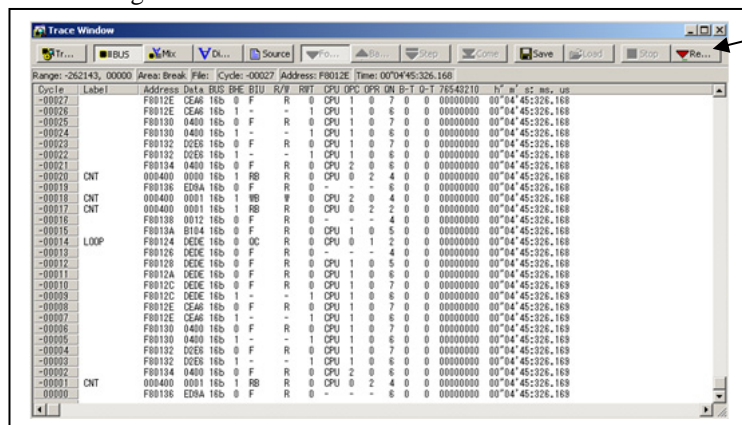 Trace Window
Tr... BUS Mix Di... Source Fo... Ba... Step Come Save Load Stop Re...
Range: -262143, 00000 Area: Break File: Cycle: -00027 Address: F8012E Time: 00"04'45:326.168
Cycle Label Address Data BUS BHE BIU R/W RWT CPU OPC OPR QN B-T Q-T 76543210 h" m' s: ms. us
-00027 F8012E CEA6 16b 0 F R 0 CPU 1 0 7 0 0 00000000 00"04'45:326.168
-00026 F8012E CEA6 16b 1 - - 1 CPU 1 0 6 0 0 00000000 00"04'45:326.168
-00025 F80130 0400 16b 0 F R 0 CPU 1 0 7 0 0 00000000 00"04'45:326.168
-00024 F80130 0400 16b 1 - - 1 CPU 1 0 6 0 0 00000000 00"04'45:326.168
-00023 F80132 D2E6 16b 0 F R 0 CPU 1 0 7 0 0 00000000 00"04'45:326.168
-00022 F80132 D2E6 16b 1 - - 1 CPU 1 0 6 0 0 00000000 00"04'45:326.168
-00021 F80134 0400 16b 0 F R 0 CPU 2 0 6 0 0 00000000 00"04'45:326.168
-00020 CNT 000400 0000 16b 1 RB R 0 CPU 0 2 4 0 0 00000000 00"04'45:326.168
-00019 F80136 ED9A 16b 0 F R 0 - - - 6 0 0 00000000 00"04'45:326.168
-00018 CNT 000400 0001 16b 1 WB W 0 CPU 2 0 4 0 0 00000000 00"04'45:326.168
-00017 CNT 000400 0001 16b 1 RB R 0 CPU 0 2 2 0 0 00000000 00"04'45:326.168
-00016 F80138 0012 16b 0 F R 0 - - - 4 0 0 00000000 00"04'45:326.168
-00015 F8013A B104 16b 0 F R 0 CPU 1 0 5 0 0 00000000 00"04'45:326.168
-00014 LOOP F80124 DEDE 16b 0 QC R 0 CPU 0 1 2 0 0 00000000 00"04'45:326.168
-00013 F80126 DEDE 16b 0 F R 0 - - - 4 0 0 00000000 00"04'45:326.168
-00012 F80128 DEDE 16b 0 F R 0 CPU 1 0 5 0 0 00000000 00"04'45:326.168
-00011 F8012A DEDE 16b 0 F R 0 CPU 1 0 6 0 0 00000000 00"04'45:326.168
-00010 F8012C DEDE 16b 0 F R 0 CPU 1 0 7 0 0 00000000 00"04'45:326.169
-00009 F8012C DEDE 16b 1 - - 1 CPU 1 0 6 0 0 00000000 00"04'45:326.169
-00008 F8012E CEA6 16b 0 F R 0 CPU 1 0 7 0 0 00000000 00"04'45:326.169
-00007 F8012E CEA6 16b 1 - - 1 CPU 1 0 6 0 0 00000000 00"04'45:326.169
-00006 F80130 0400 16b 0 F R 0 CPU 1 0 7 0 0 00000000 00"04'45:326.169
-00005 F80130 0400 16b 1 - - 1 CPU 1 0 6 0 0 00000000 00"04'45:326.169
-00004 F80132 D2E6 16b 0 F R 0 CPU 1 0 7 0 0 00000000 00"04'45:326.169
-00003 F80132 D2E6 16b 1 - - 1 CPU 1 0 6 0 0 00000000 00"04'45:326.169
-00002 F80134 0400 16b 0 F R 0 CPU 2 0 6 0 0 00000000 00"04'45:326.169
-00001 CNT 000400 0001 16b 1 RB R 0 CPU 0 2 4 0 0 00000000 00"04'45:326.169
00000 F80136 ED9A 16b 0 F R 0 - - - 6 0 0 00000000 00"04'45:326.169